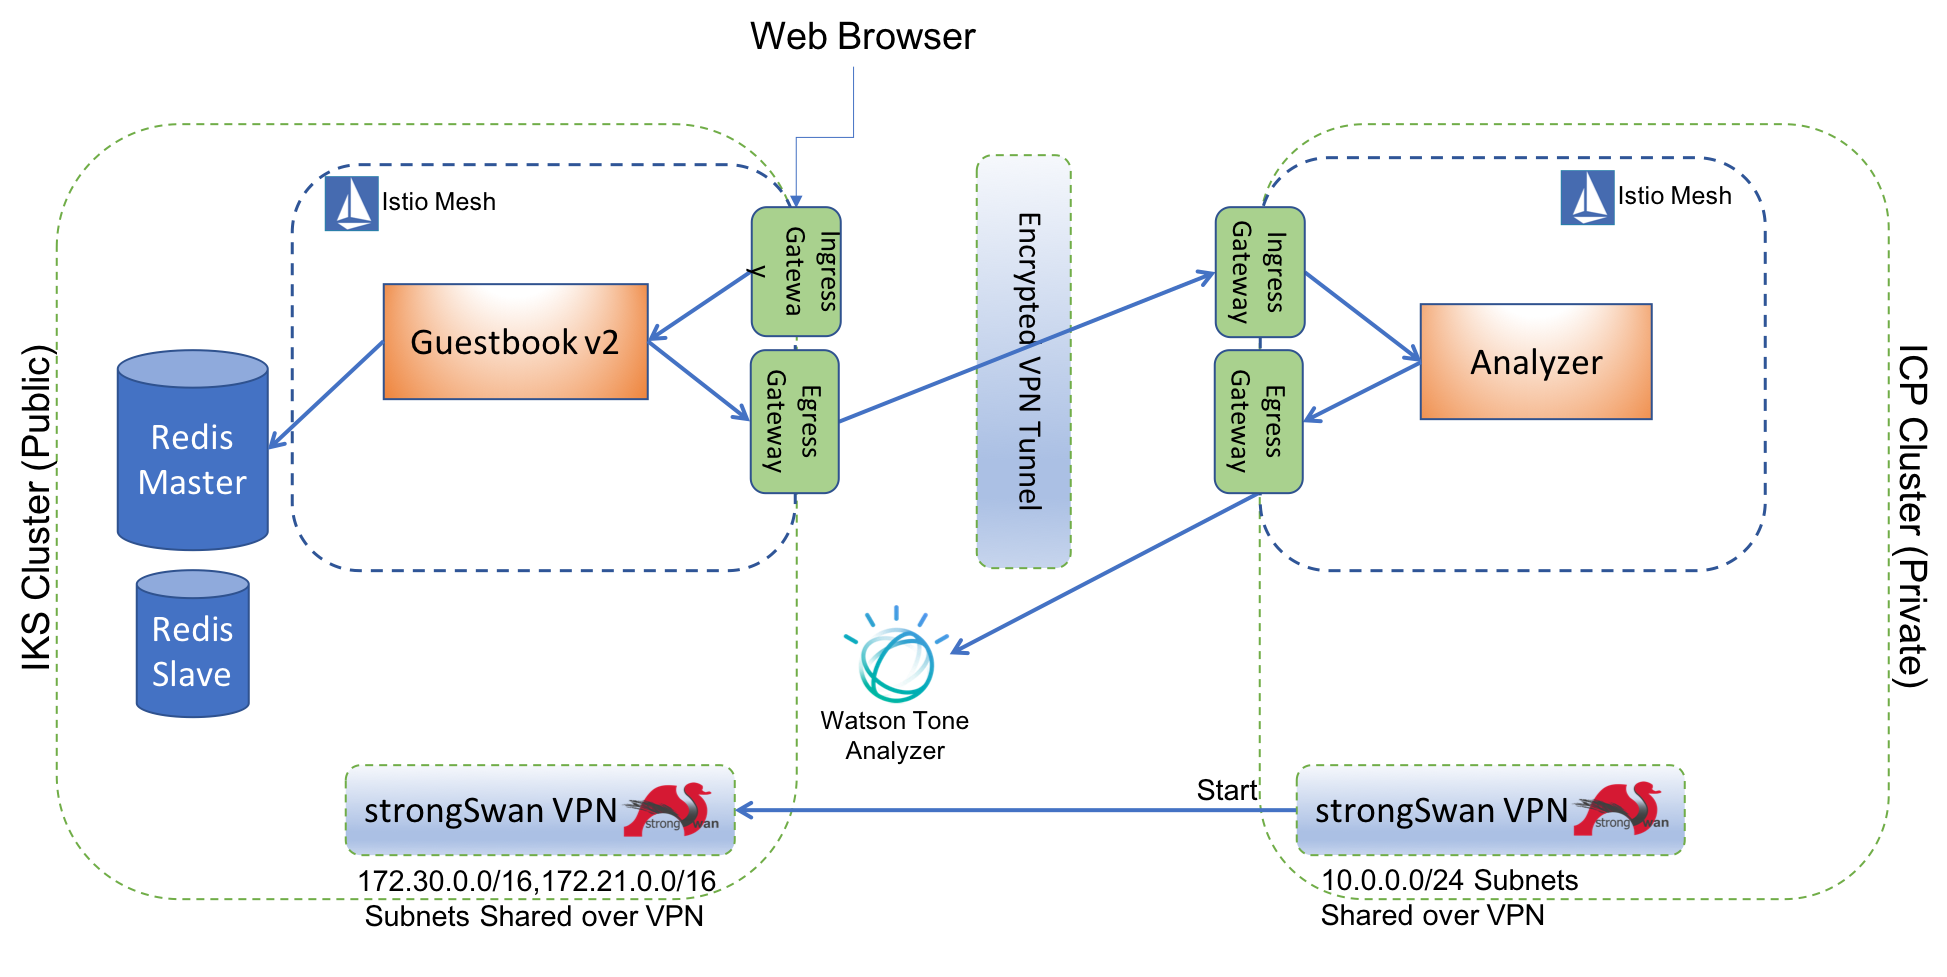 Web Browser
Istio Mesh
Istio Mesh
Ingress
Gatewa
y
Encrypted VPN Tunnel
Ingress
Gateway
Guestbook v2
Analyzer
IKS Cluster (Public)
ICP Cluster (Private)
Egress
Gateway
Egress
Gateway
Redis
Master
Redis
Slave
Watson Tone
Analyzer
Start
strongSwan VPN
strongSwan
strongSwan VPN
strongSwan
172.30.0.0/16,172.21.0.0/16
Subnets Shared over VPN
10.0.0.0/24 Subnets
Shared over VPN